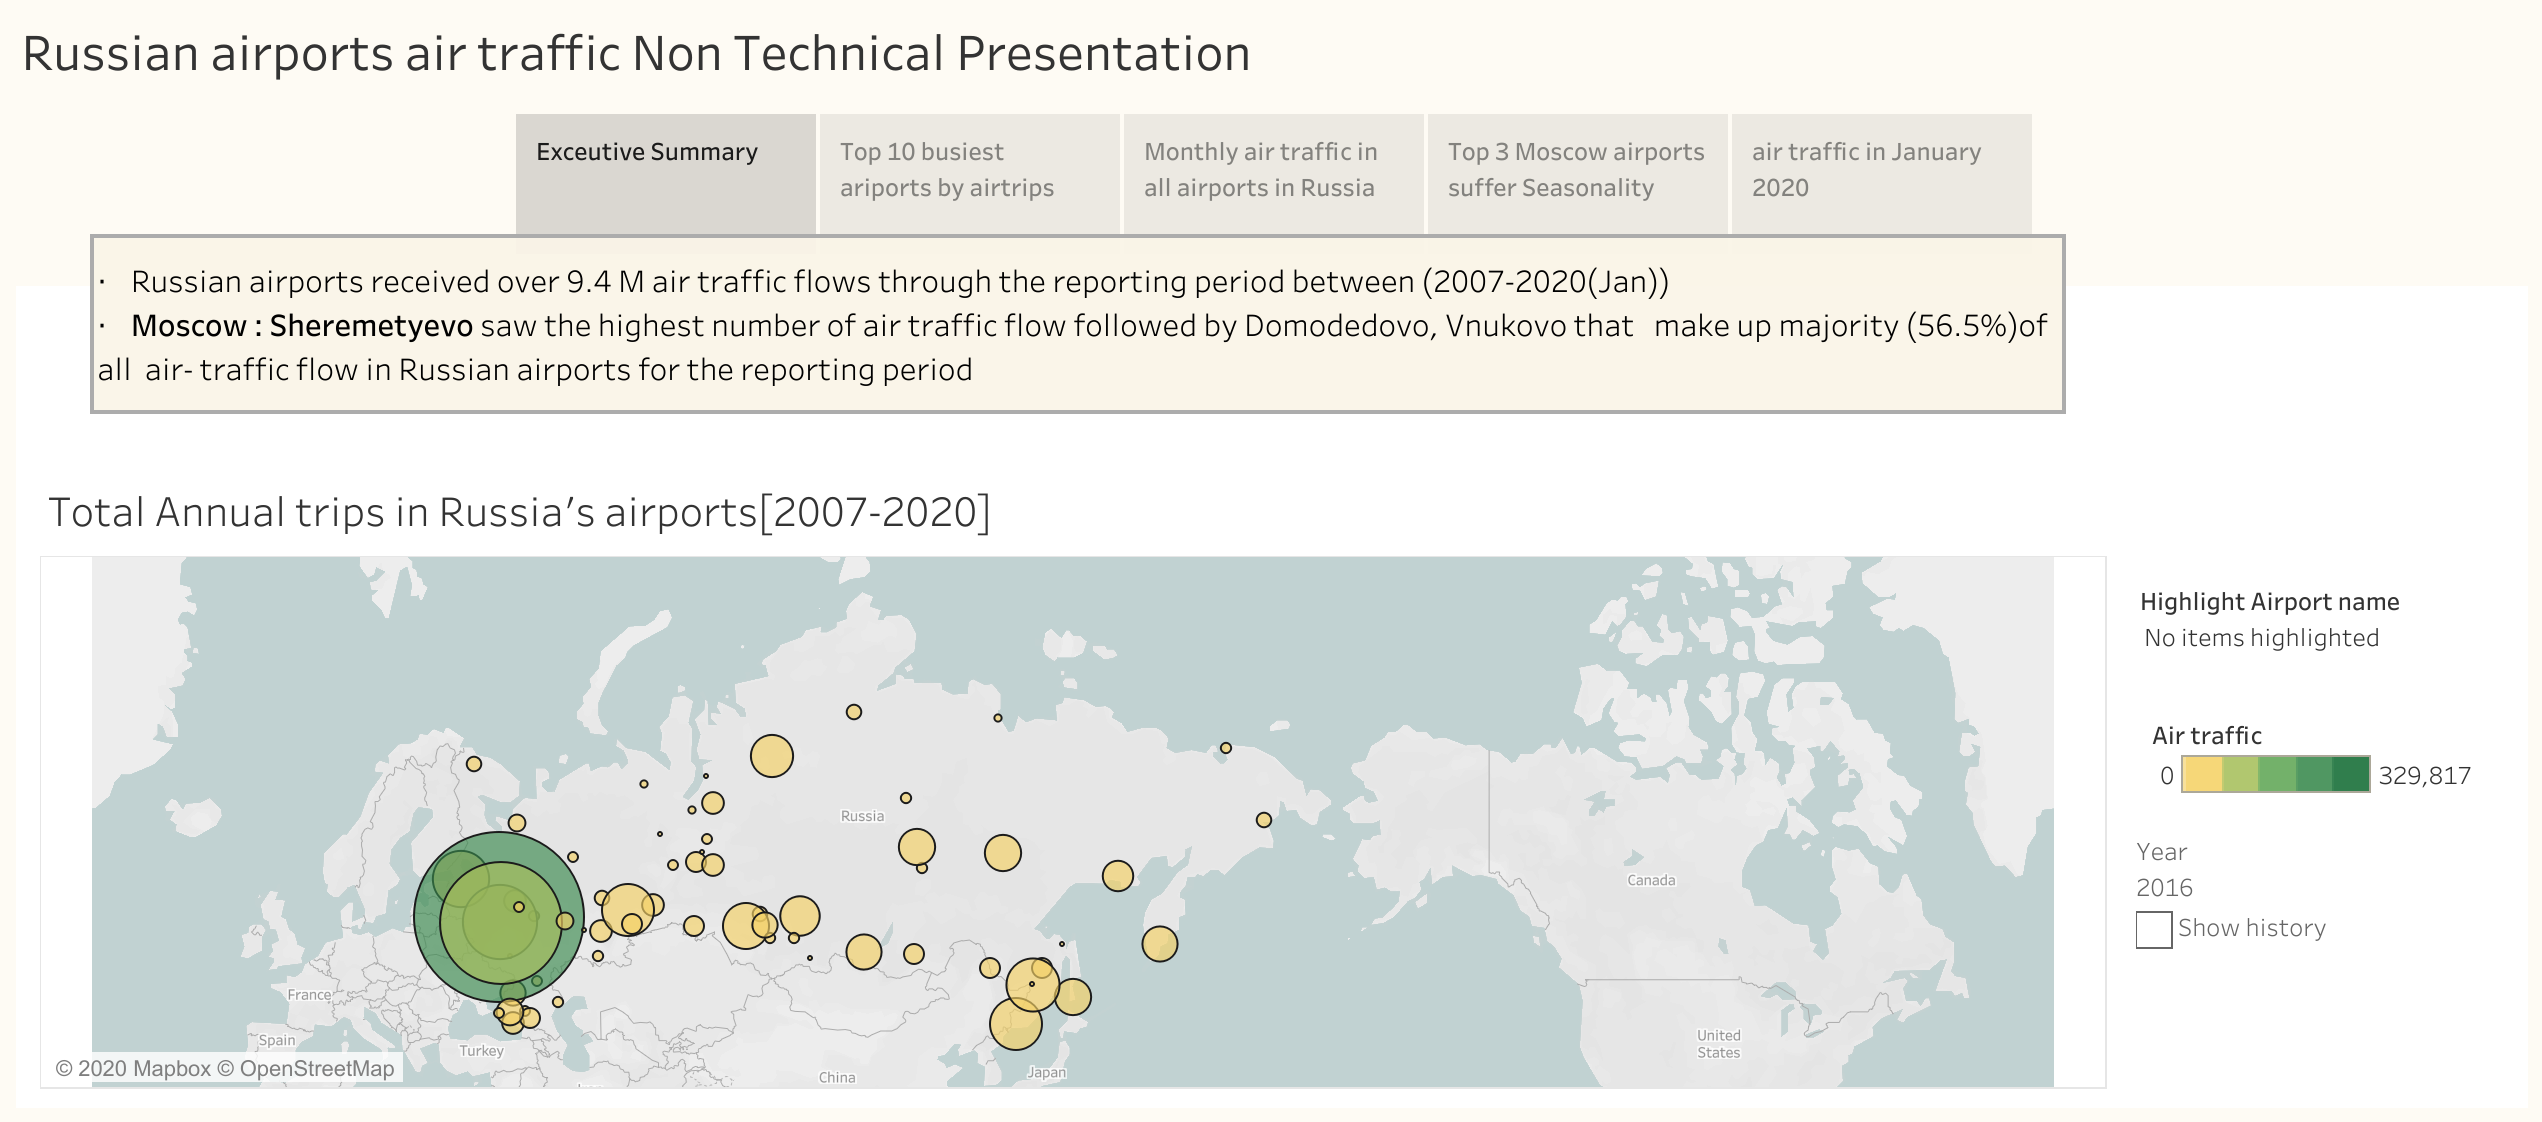 Russian airports air traffic Non Technical Presentation
Exceutive Summary
Top 10 busiest
ariports by airtrips
Monthly air traffic in
all airports in Russia
Top 3 Moscow airports
suffer Seasonality
air traffic in January
2020
· Russian airports received over 9.4 M air traffic flows through the reporting period between (2007-2020(Jan))
· Moscow : Sheremetyevo saw the highest number of air traffic flow followed by Domodedovo, Vnukovo that make up majority (56.5%)of
all air- traffic flow in Russian airports for the reporting period
Total Annual trips in Russia's airports[2007-2020]
Highlight Airport name
No items highlighted
Air traffic
0 329,817
Year
2016
Show history
Russia
Canada
France
Spain
Turkey
United
States
China
Japan
© 2020 Mapbox © OpenStreetMap